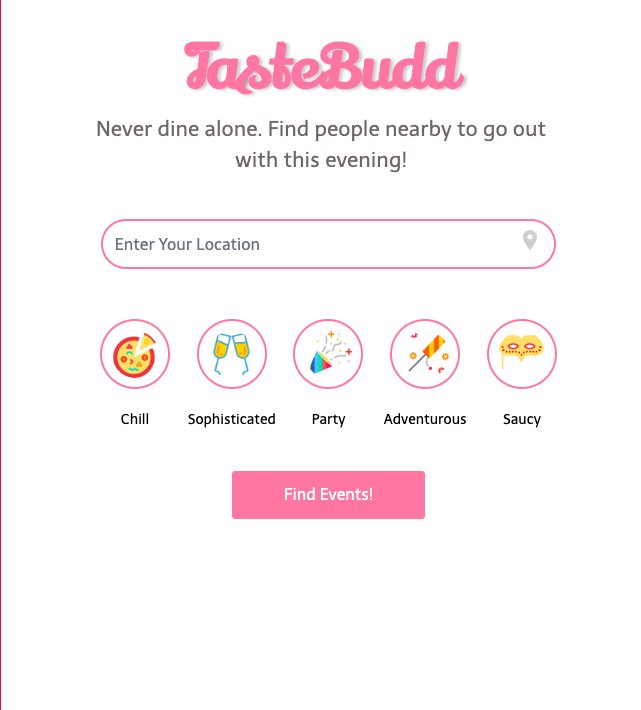 TasteBudd
Never dine alone. Find people nearby to go out
with this evening!
Enter Your Location
Chill Sophisticated Party Adventurous Saucy
Find Events!